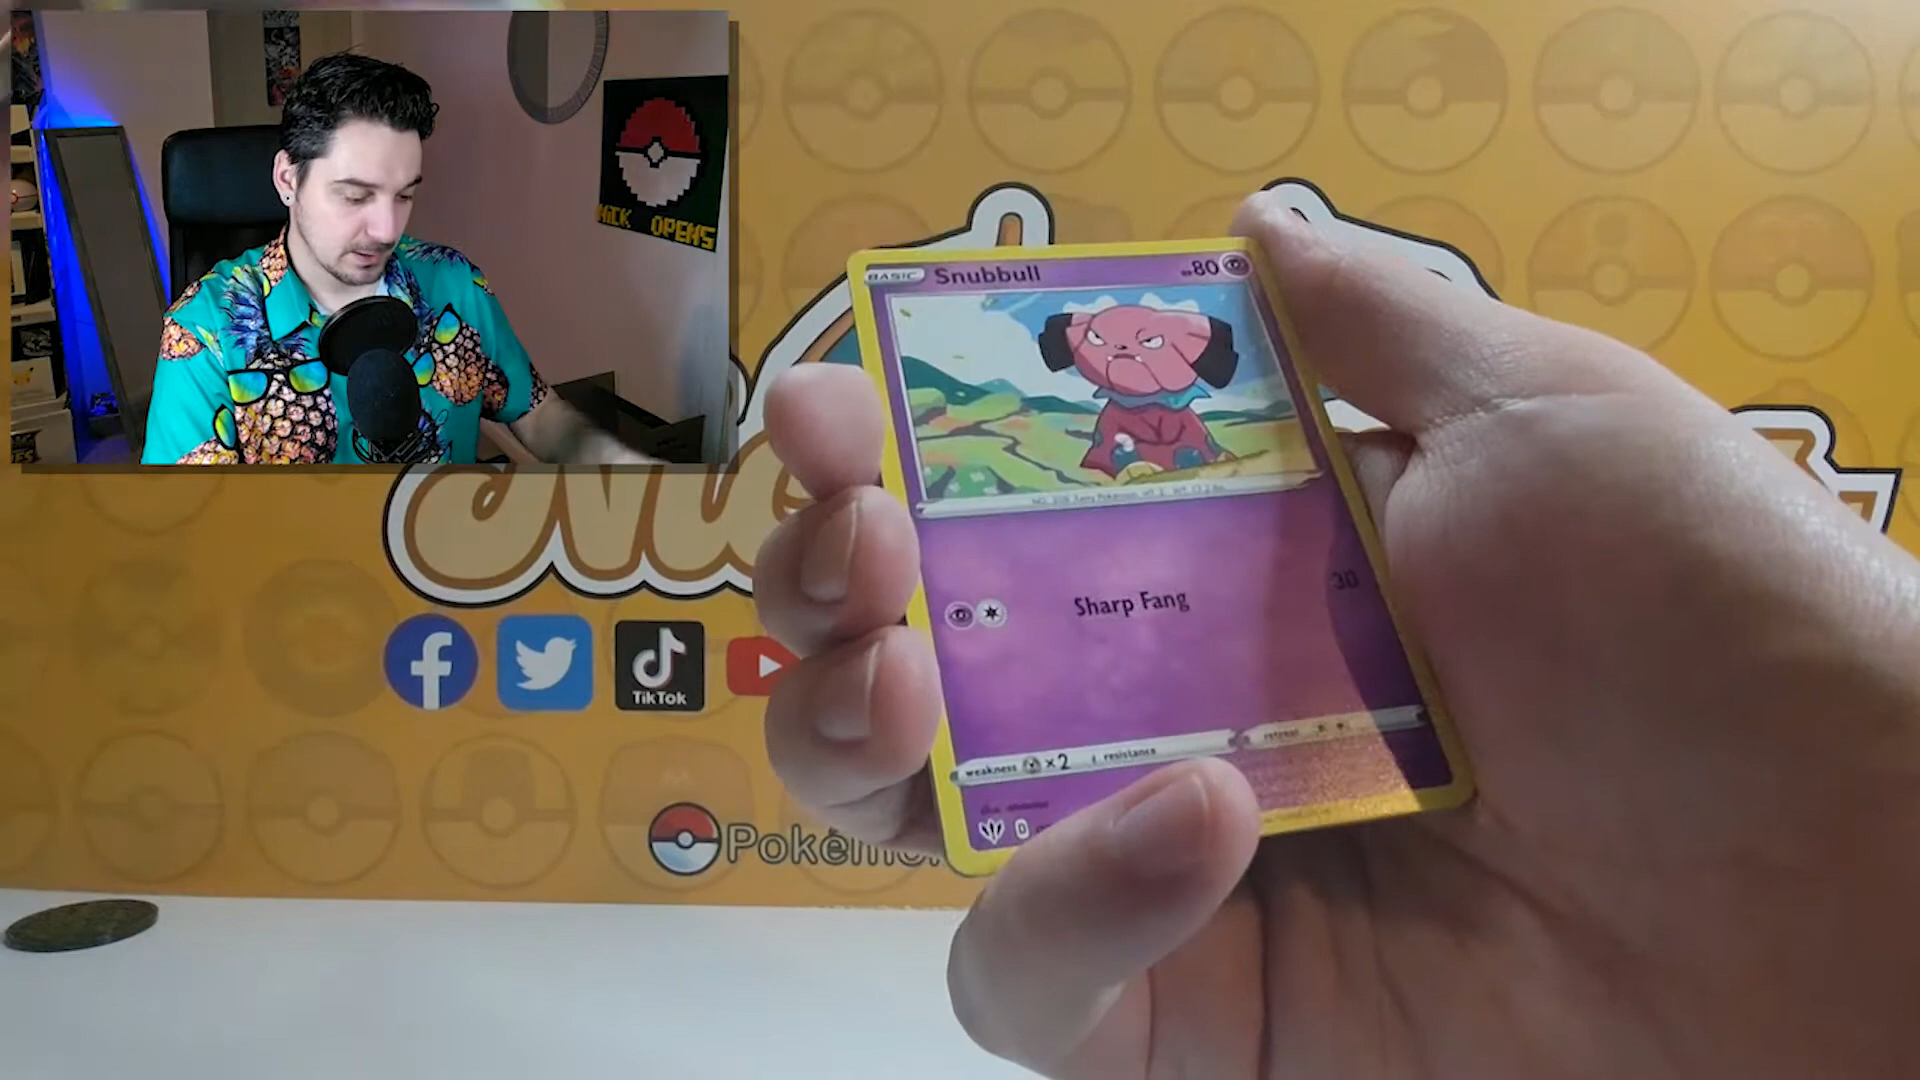 NICK OPENS
BASIC Snubbull 80
Sharp Fang 30
weakness ×2 resistance retreat
D
TikTok
Pokémon